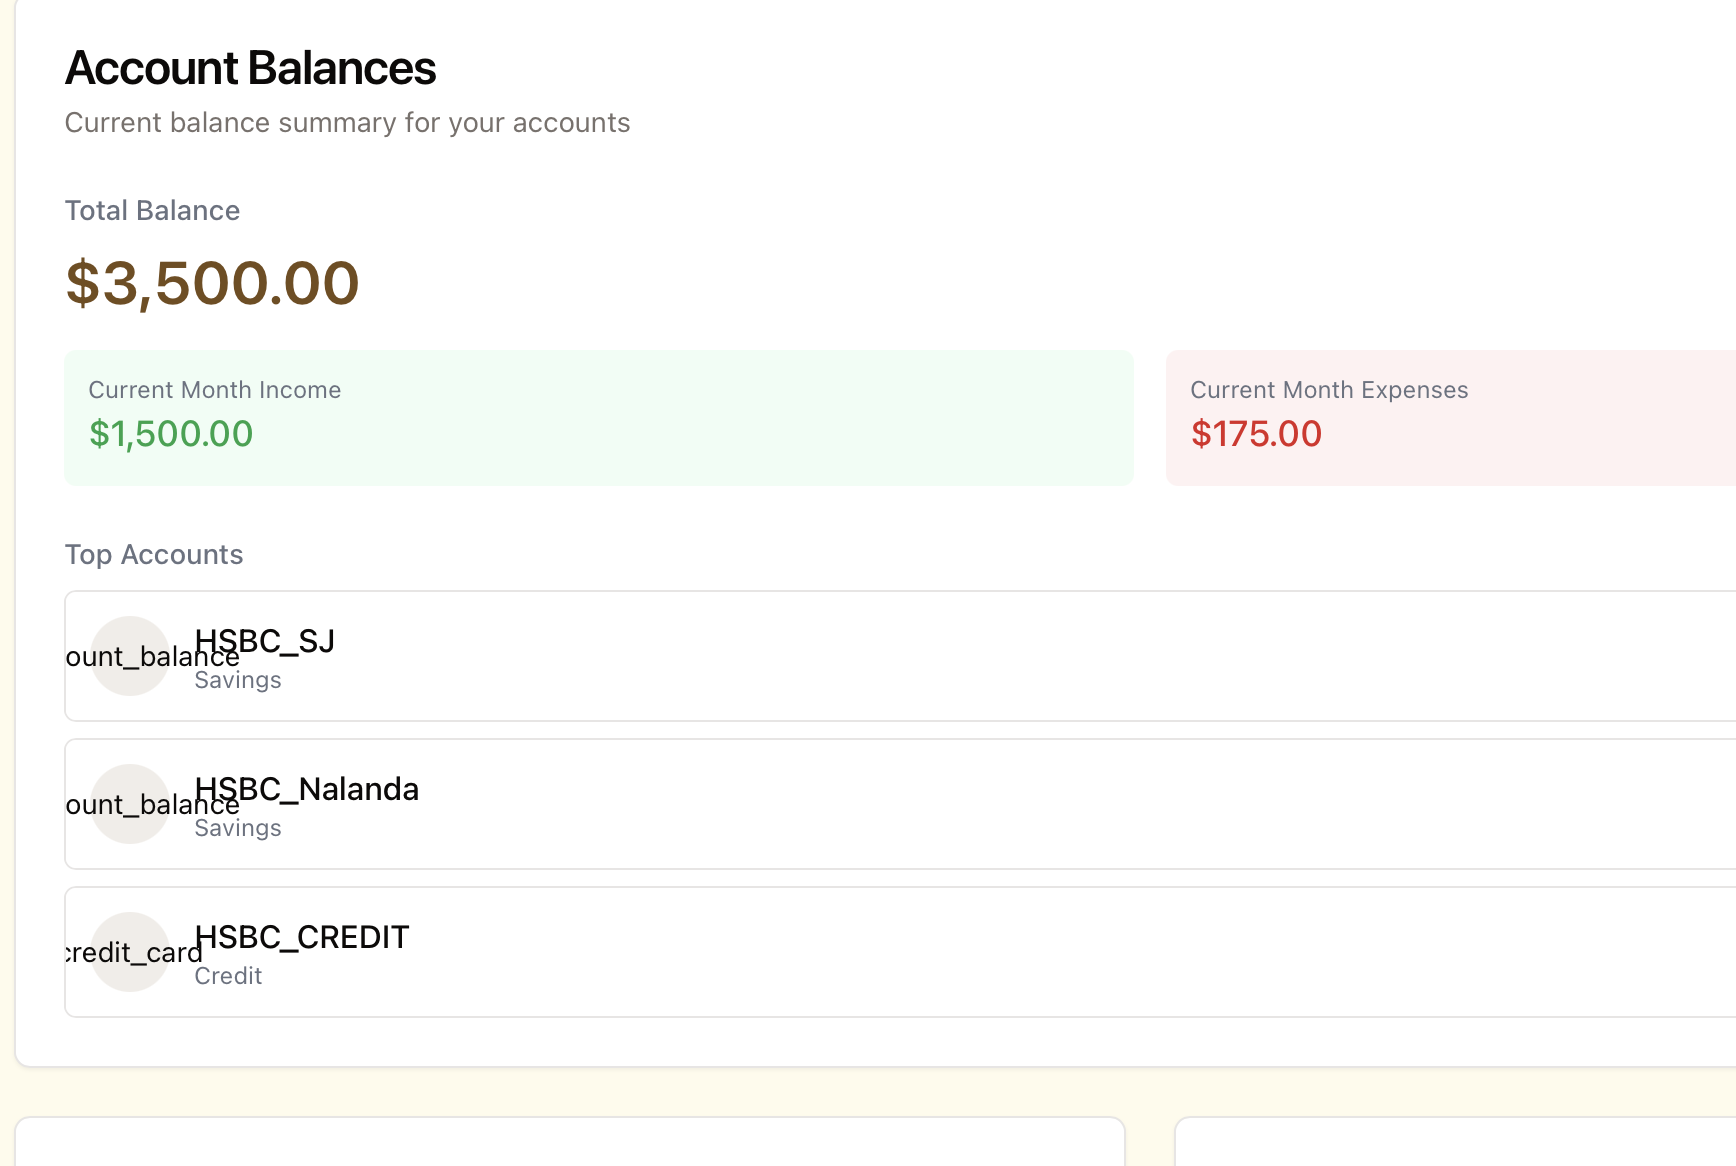 Account Balances
Current balance summary for your accounts
Total Balance
$3,500.00
Current Month Income
$1,500.00
Current Month Expenses
$175.00
Top Accounts
ount_balance
HSBC_SJ
Savings
ount_balance
HSBC_Nalanda
Savings
credit_card
HSBC_CREDIT
Credit